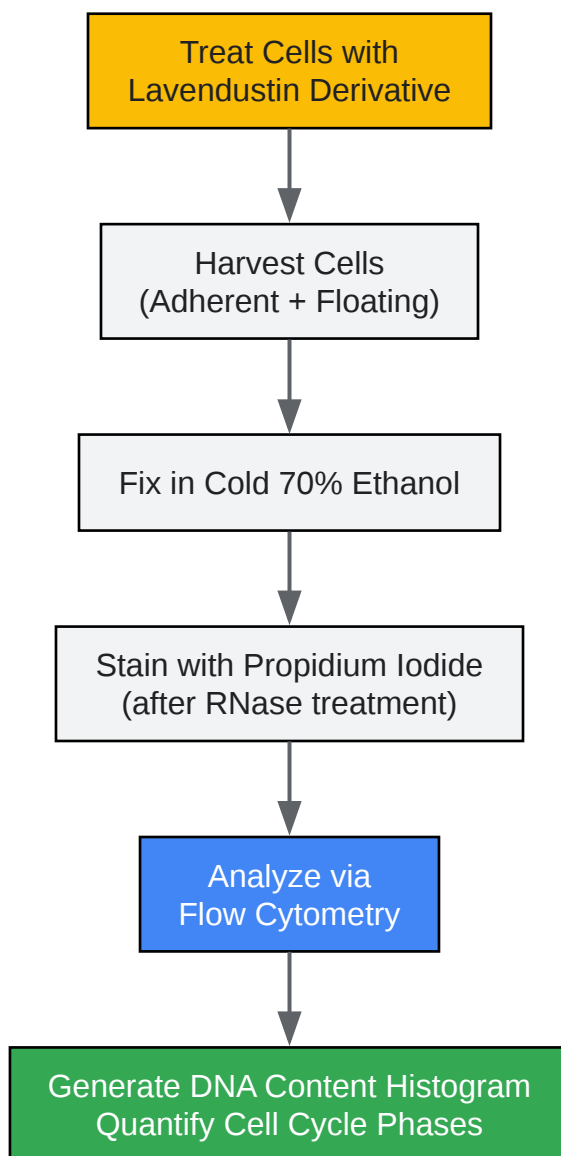 Treat Cells with
Lavendustin Derivative
Harvest Cells
(Adherent + Floating)
Fix in Cold 70% Ethanol
Stain with Propidium Iodide
(after RNase treatment)
Analyze via
Flow Cytometry
Generate DNA Content Histogram
Quantify Cell Cycle Phases